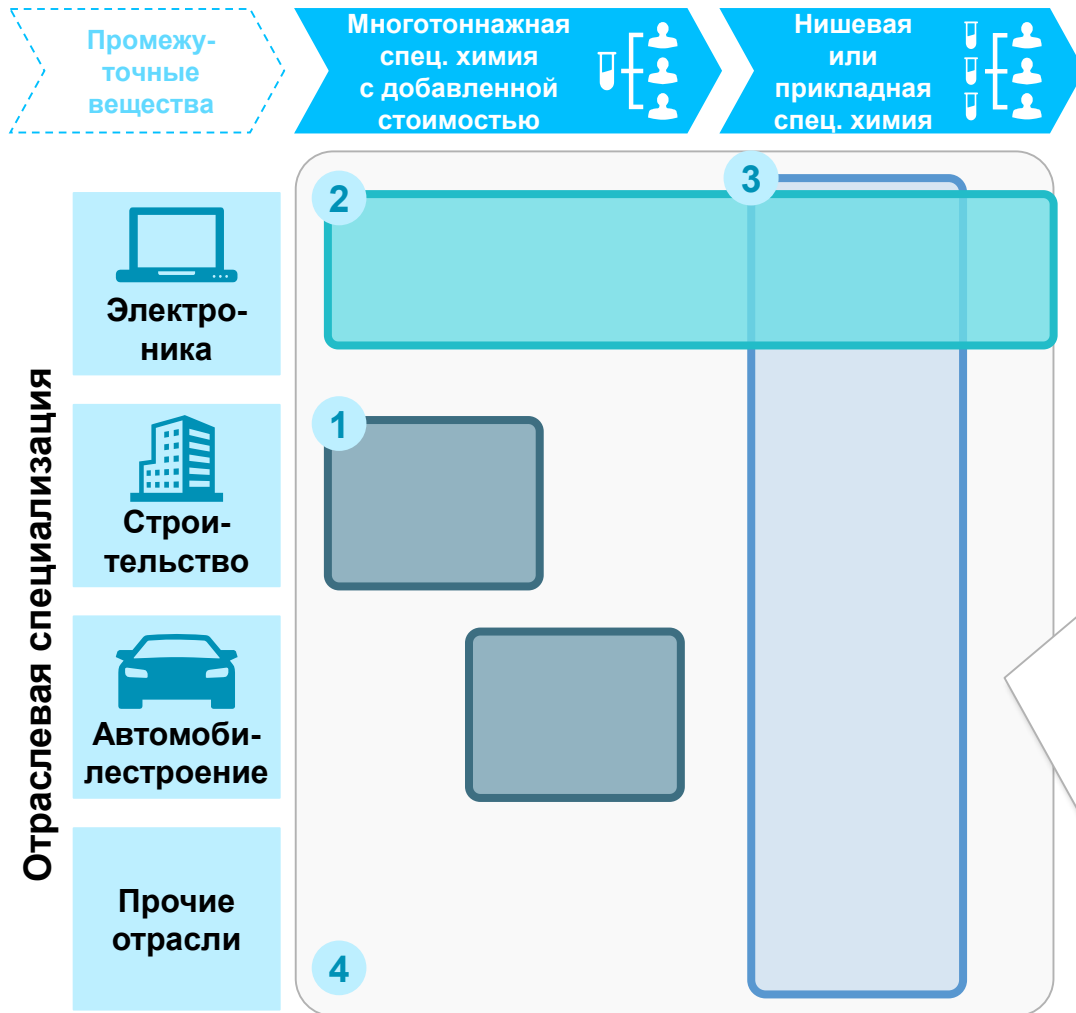 Промежу-
точные
вещества
Многотоннажная
спец. химия
с добавленной
стоимостью
Нишевая
или
прикладная
спец. химия
Отраслевая специализация
2
3
Электро-
ника
1
Строи-
тельство
Автомоби-
лестроение
Прочие
отрасли
4